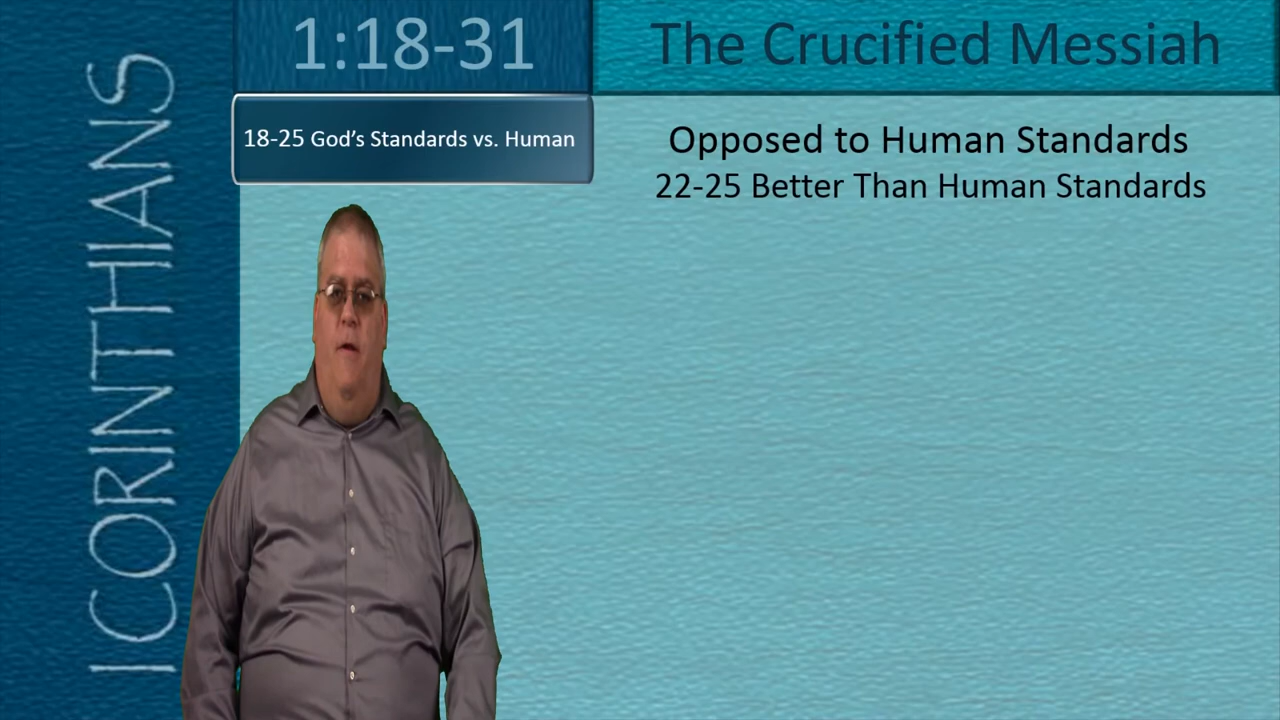 I CORINTHIANS
1:18-31
The Crucified Messiah
18-25 God's Standards vs. Human
Opposed to Human Standards
22-25 Better Than Human Standards